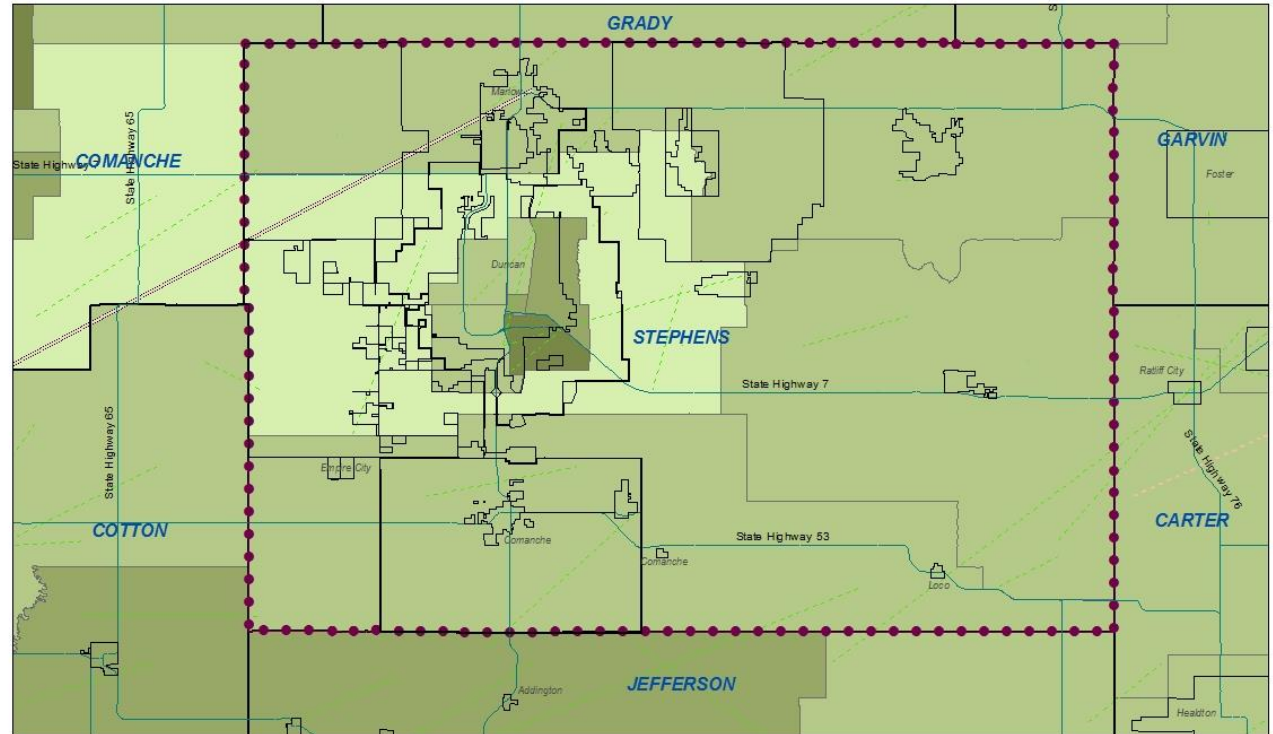 GRADY
Marlow
State Highway 65
COMANCHE
State Highway 7
GARVIN
Foster
Duncan
STEPHENS
Ratliff City
State Highway 7
State Highway 65
State Highway 76
Empire City
COTTON
Comanche
State Highway 53
CARTER
Comanche
Loco
JEFFERSON
Addington
Healdton